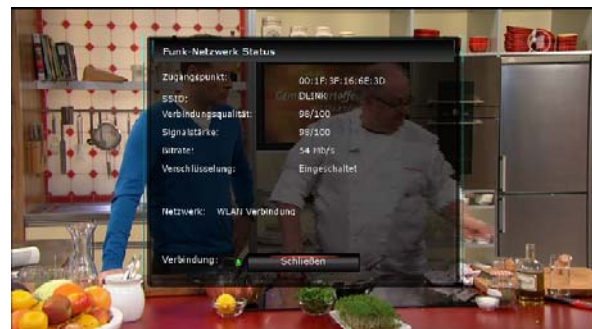 Funk-Netzwerk Status
Zugangspunkt: 00:1F:3F:16:6E:3D
SSID: DLINK
Verbindungsqualität: 98/100
Signalstärke: 98/100
Bitrate: 54 Mb/s
Verschlüsselung: Eingeschaltet
Netzwerk: WLAN Verbindung
Verbindung: Schließen